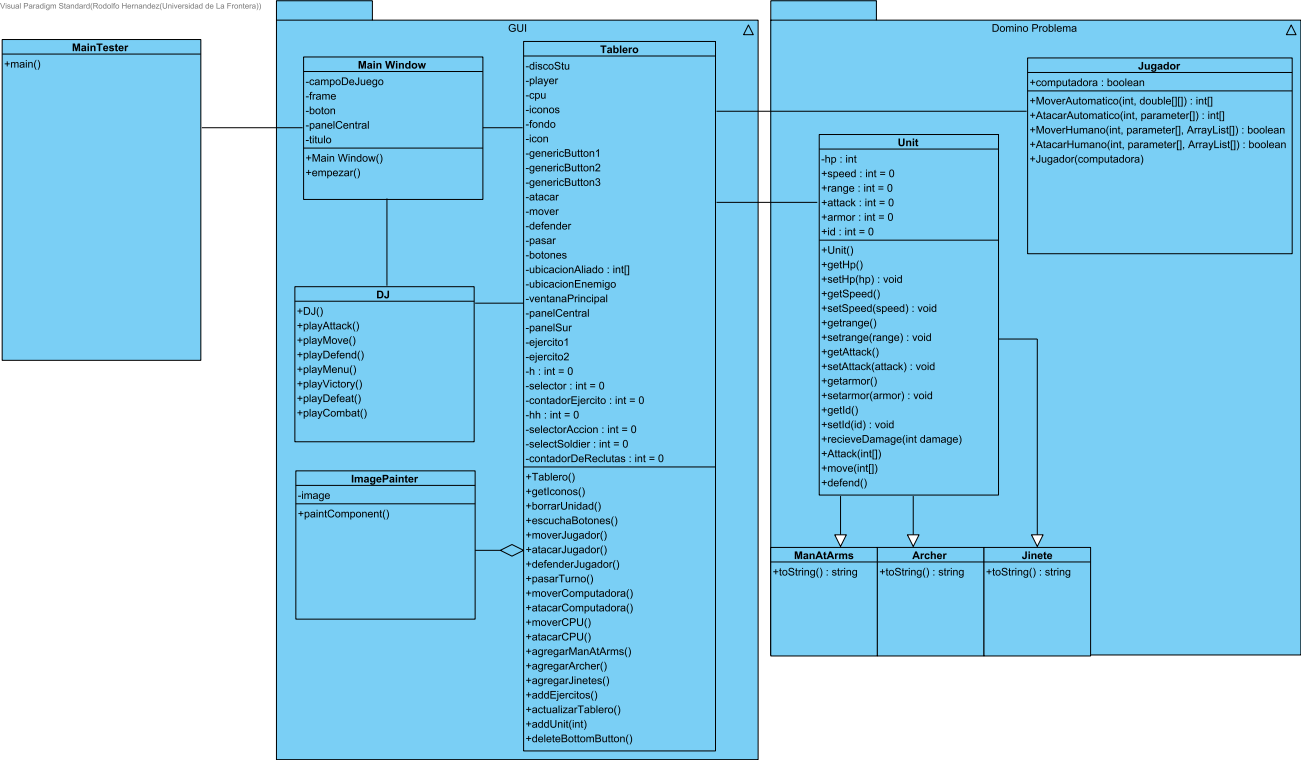 Visual Paradigm Standard(Rodolfo Hernandez(Universidad de La Frontera))
MainTester
+main()
GUI
Main Window
-campoDeJuego
-frame
-boton
-panelCentral
-titulo
+Main Window()
+empezar()
DJ
+DJ()
+playAttack()
+playMove()
+playDefend()
+playMenu()
+playVictory()
+playDefeat()
+playCombat()
ImagePainter
-image
+paintComponent()
Tablero
-discoStu
-player
-cpu
-iconos
-fondo
-icon
-genericButton1
-genericButton2
-genericButton3
-atacar
-mover
-defender
-pasar
-botones
-ubicacionAliado : int[]
-ubicacionEnemigo
-ventanaPrincipal
-panelCentral
-panelSur
-ejercito1
-ejercito2
-h : int = 0
-selector : int = 0
-contadorEjercito : int = 0
-hh : int = 0
-selectorAccion : int = 0
-selectSoldier : int = 0
-contadorDeReclutas : int = 0
+Tablero()
+getIconos()
+borrarUnidad()
+escuchaBotones()
+moverJugador()
+atacarJugador()
+defenderJugador()
+pasarTurno()
+moverComputadora()
+atacarComputadora()
+moverCPU()
+atacarCPU()
+agregarManAtArms()
+agregarArcher()
+agregarJinetes()
+addEjercitos()
+actualizarTablero()
+addUnit(int)
+deleteBottomButton()
Domino Problema
Unit
-hp : int
+speed : int = 0
+range : int = 0
+attack : int = 0
+armor : int = 0
+id : int = 0
+Unit()
+getHp()
+setHp(hp) : void
+getSpeed()
+setSpeed(speed) : void
+getrange()
+setrange(range) : void
+getAttack()
+setAttack(attack) : void
+getarmor()
+setarmor(armor) : void
+getId()
+setId(id) : void
+recieveDamage(int damage)
+Attack(int[])
+move(int[])
+defend()
Jugador
+computadora : boolean
+MoverAutomatico(int, double[][]) : int[]
+AtacarAutomatico(int, parameter[]) : int[]
+MoverHumano(int, parameter[], ArrayList[]) : boolean
+AtacarHumano(int, parameter[], ArrayList[]) : boolean
+Jugador(computadora)
ManAtArms
+toString() : string
Archer
+toString() : string
Jinete
+toString() : string